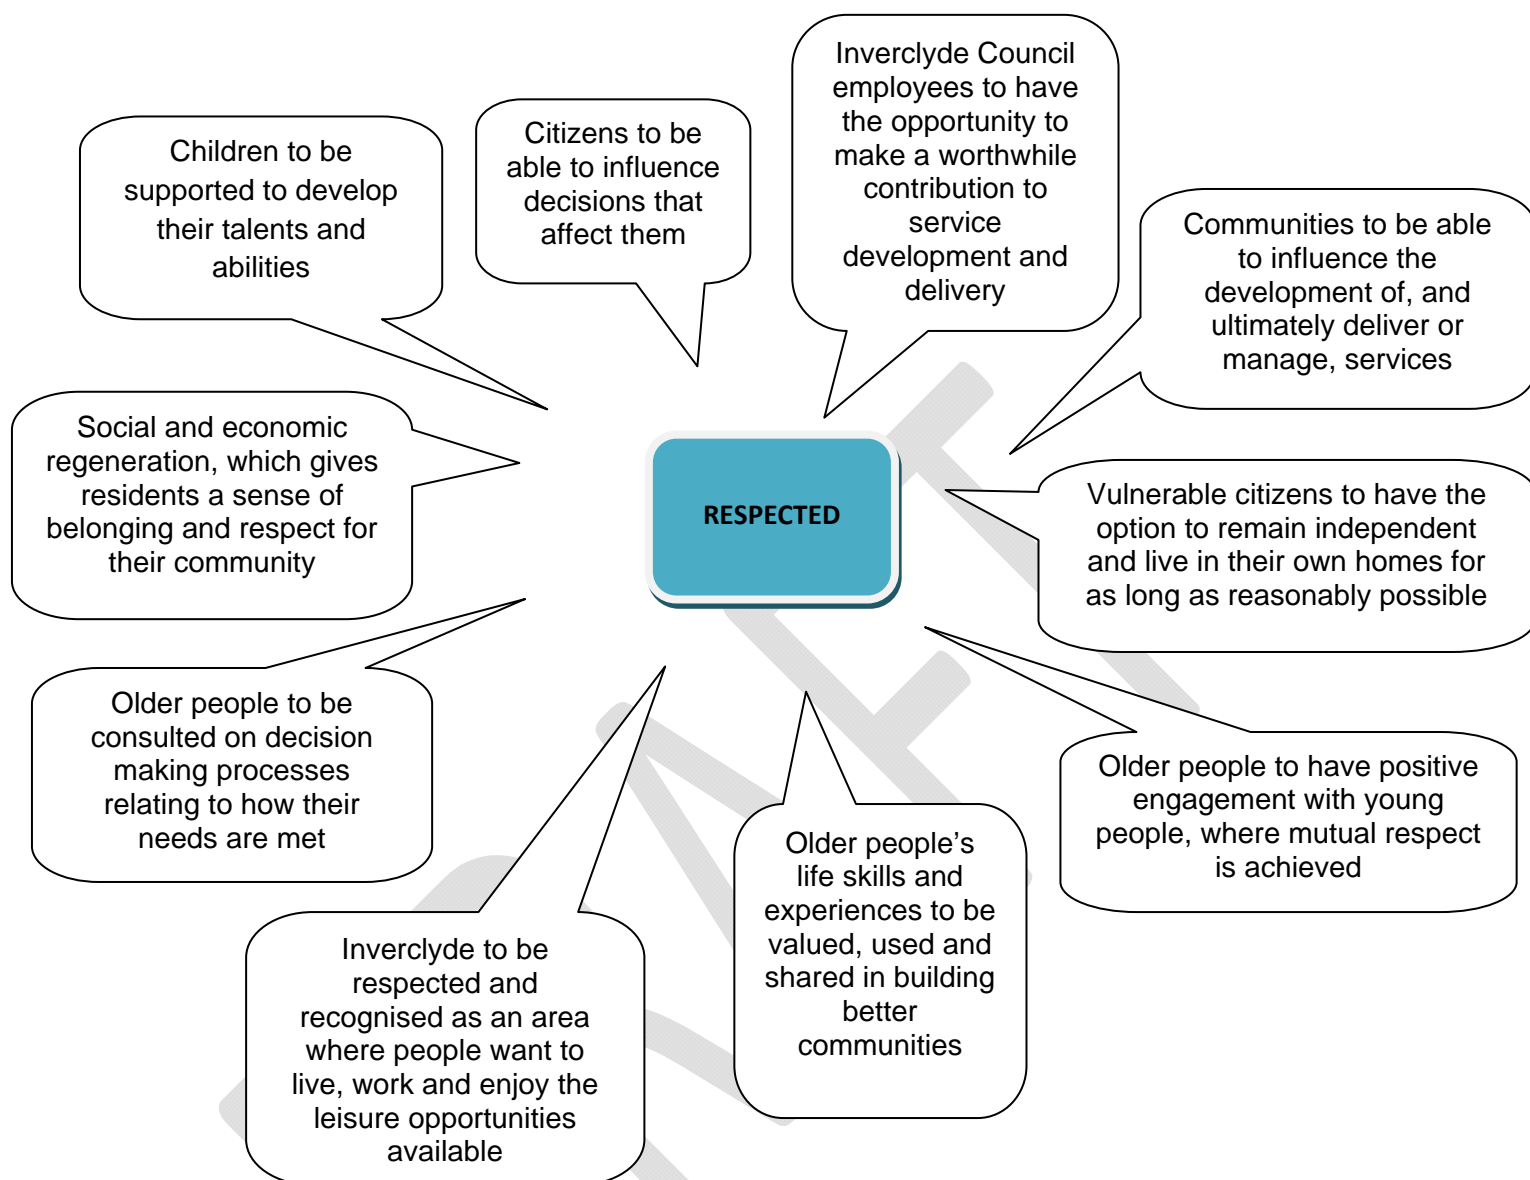 Children to be
supported to develop
their talents and
abilities
Citizens to be
able to influence
decisions that
affect them
Inverclyde Council
employees to have
the opportunity to
make a worthwhile
contribution to
service
development and
delivery
Communities to be able
to influence the
development of, and
ultimately deliver or
manage, services
Social and economic
regeneration, which gives
residents a sense of
belonging and respect for
their community
RESPECTED
Vulnerable citizens to have the
option to remain independent
and live in their own homes for
as long as reasonably possible
Older people to be
consulted on decision
making processes
relating to how their
needs are met
Older people to have positive
engagement with young
people, where mutual respect
is achieved
Inverclyde to be
respected and
recognised as an area
where people want to
live, work and enjoy the
leisure opportunities
available
Older people’s
life skills and
experiences to be
valued, used and
shared in building
better
communities
DRAFT